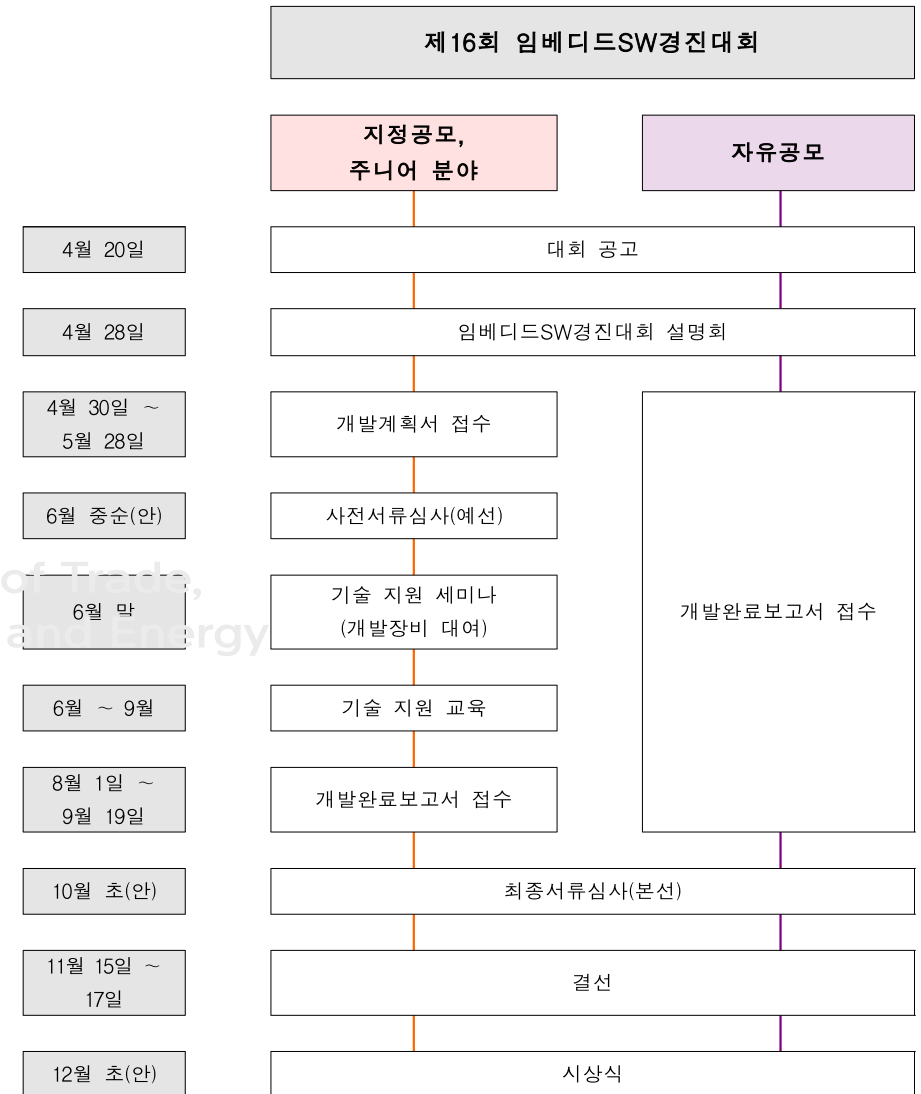 제16회 임베디드SW경진대회
지정공모,
주니어 분야
자유공모
4월 20일
대회 공고
4월 28일
임베디드SW경진대회 설명회
4월 30일 ~
5월 28일
개발계획서 접수
6월 중순(안)
사전서류심사(예선)
of Trade,
and Energy
6월 말
기술 지원 세미나
(개발장비 대여)
개발완료보고서 접수
6월 ~ 9월
기술 지원 교육
8월 1일 ~
9월 19일
개발완료보고서 접수
10월 초(안)
최종서류심사(본선)
11월 15일 ~
17일
결선
12월 초(안)
시상식